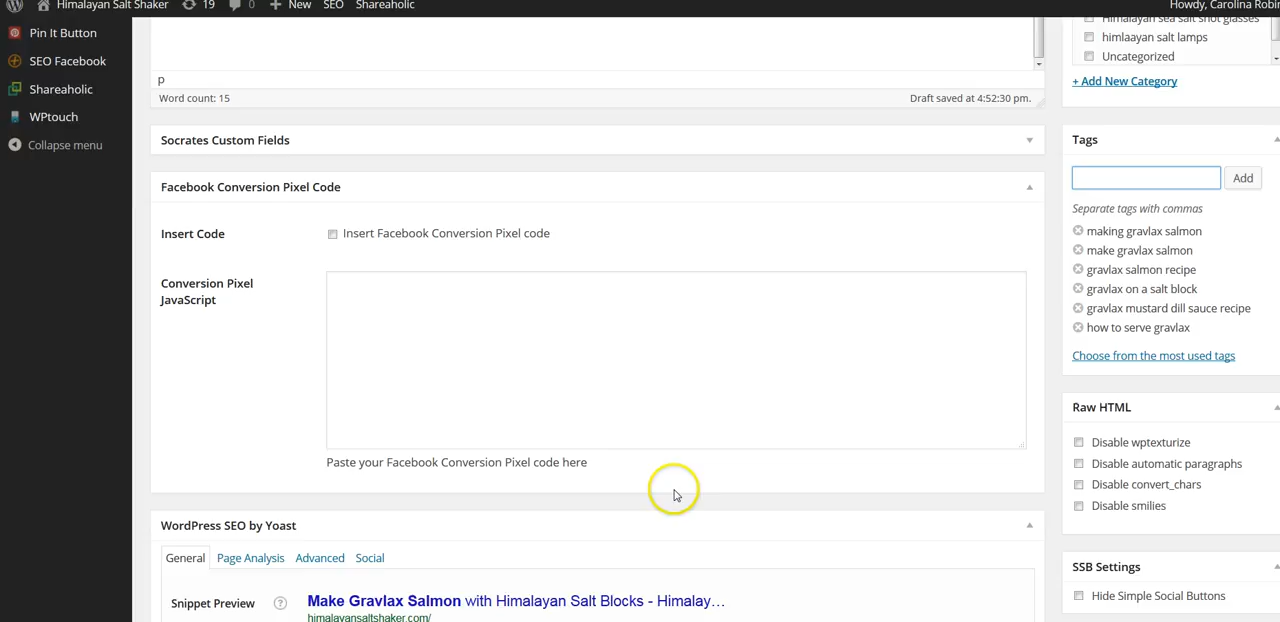 Himalayan Salt Shaker 19 0 New SEO Shareaholic Howdy, Carolina Robin
Pin It Button
SEO Facebook
Shareaholic
WPtouch
Collapse menu
p
Word count: 15 Draft saved at 4:52:30 pm.
Socrates Custom Fields
Facebook Conversion Pixel Code
Insert Code Insert Facebook Conversion Pixel code
Conversion Pixel
JavaScript
Paste your Facebook Conversion Pixel code here
WordPress SEO by Yoast
General Page Analysis Advanced Social
Snippet Preview ? Make Gravlax Salmon with Himalayan Salt Blocks - Himalay…
himalayansaltshaker.com/
Himalayan sea salt shot glasses
himlaayan salt lamps
Uncategorized
+ Add New Category
Tags
Add
Separate tags with commas
making gravlax salmon
make gravlax salmon
gravlax salmon recipe
gravlax on a salt block
gravlax mustard dill sauce recipe
how to serve gravlax
Choose from the most used tags
Raw HTML
Disable wptexturize
Disable automatic paragraphs
Disable convert_chars
Disable smilies
SSB Settings
Hide Simple Social Buttons